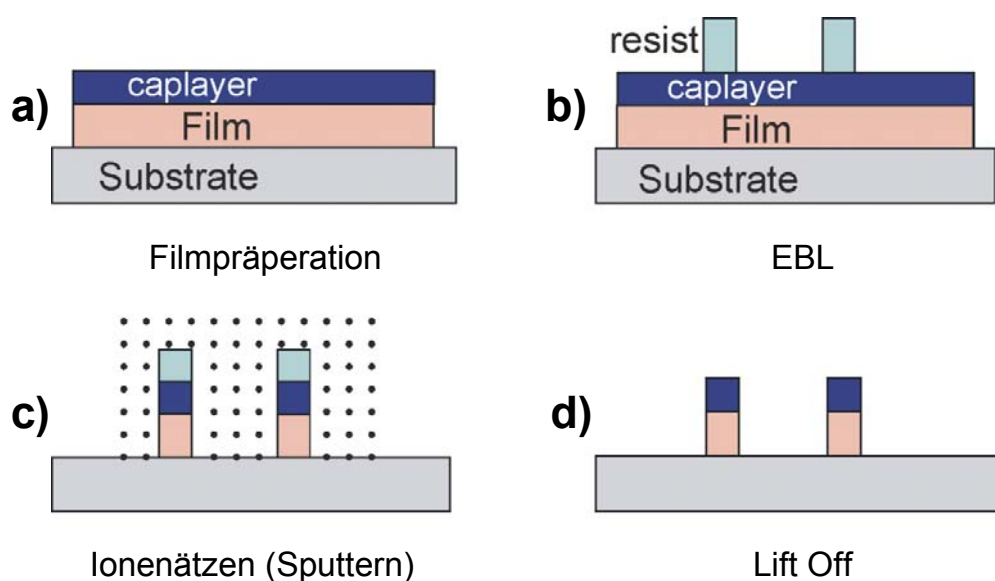 a)
caplayer
Film
Substrate
Filmpräperation
b)
resist
caplayer
Film
Substrate
EBL
c)
Ionenätzen (Sputtern)
d)
Lift Off